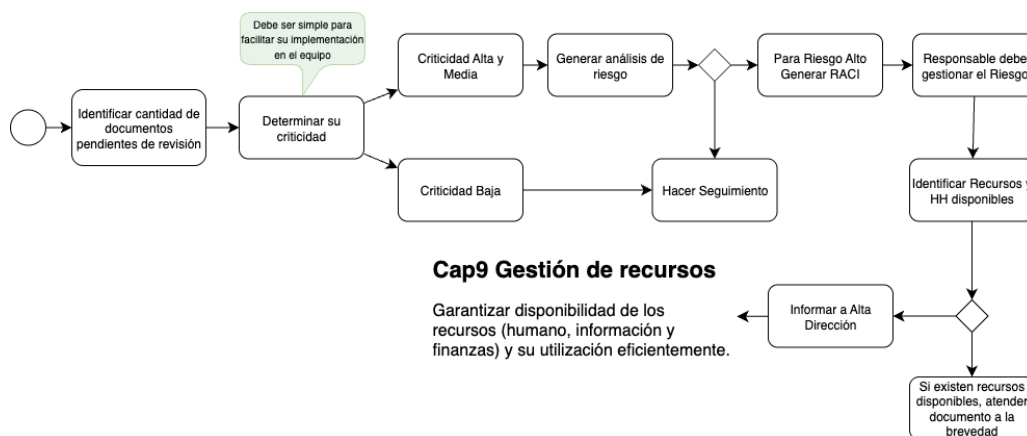 Debe ser simple para
facilitar su implementación
en el equipo
Criticidad Alta y
Media
Generar análisis de
riesgo
Para Riesgo Alto
Generar RACI
Responsable debe
gestionar el Riesgo
Identificar cantidad de
documentos
pendientes de revisión
Determinar su
criticidad
Criticidad Baja
Hacer Seguimiento
Identificar Recursos y
HH disponibles
Cap9 Gestión de recursos
Garantizar disponibilidad de los
recursos (humano, información y
finanzas) y su utilización eficientemente.
Informar a Alta
Dirección
Si existen recursos
disponibles, atender
documento a la
brevedad